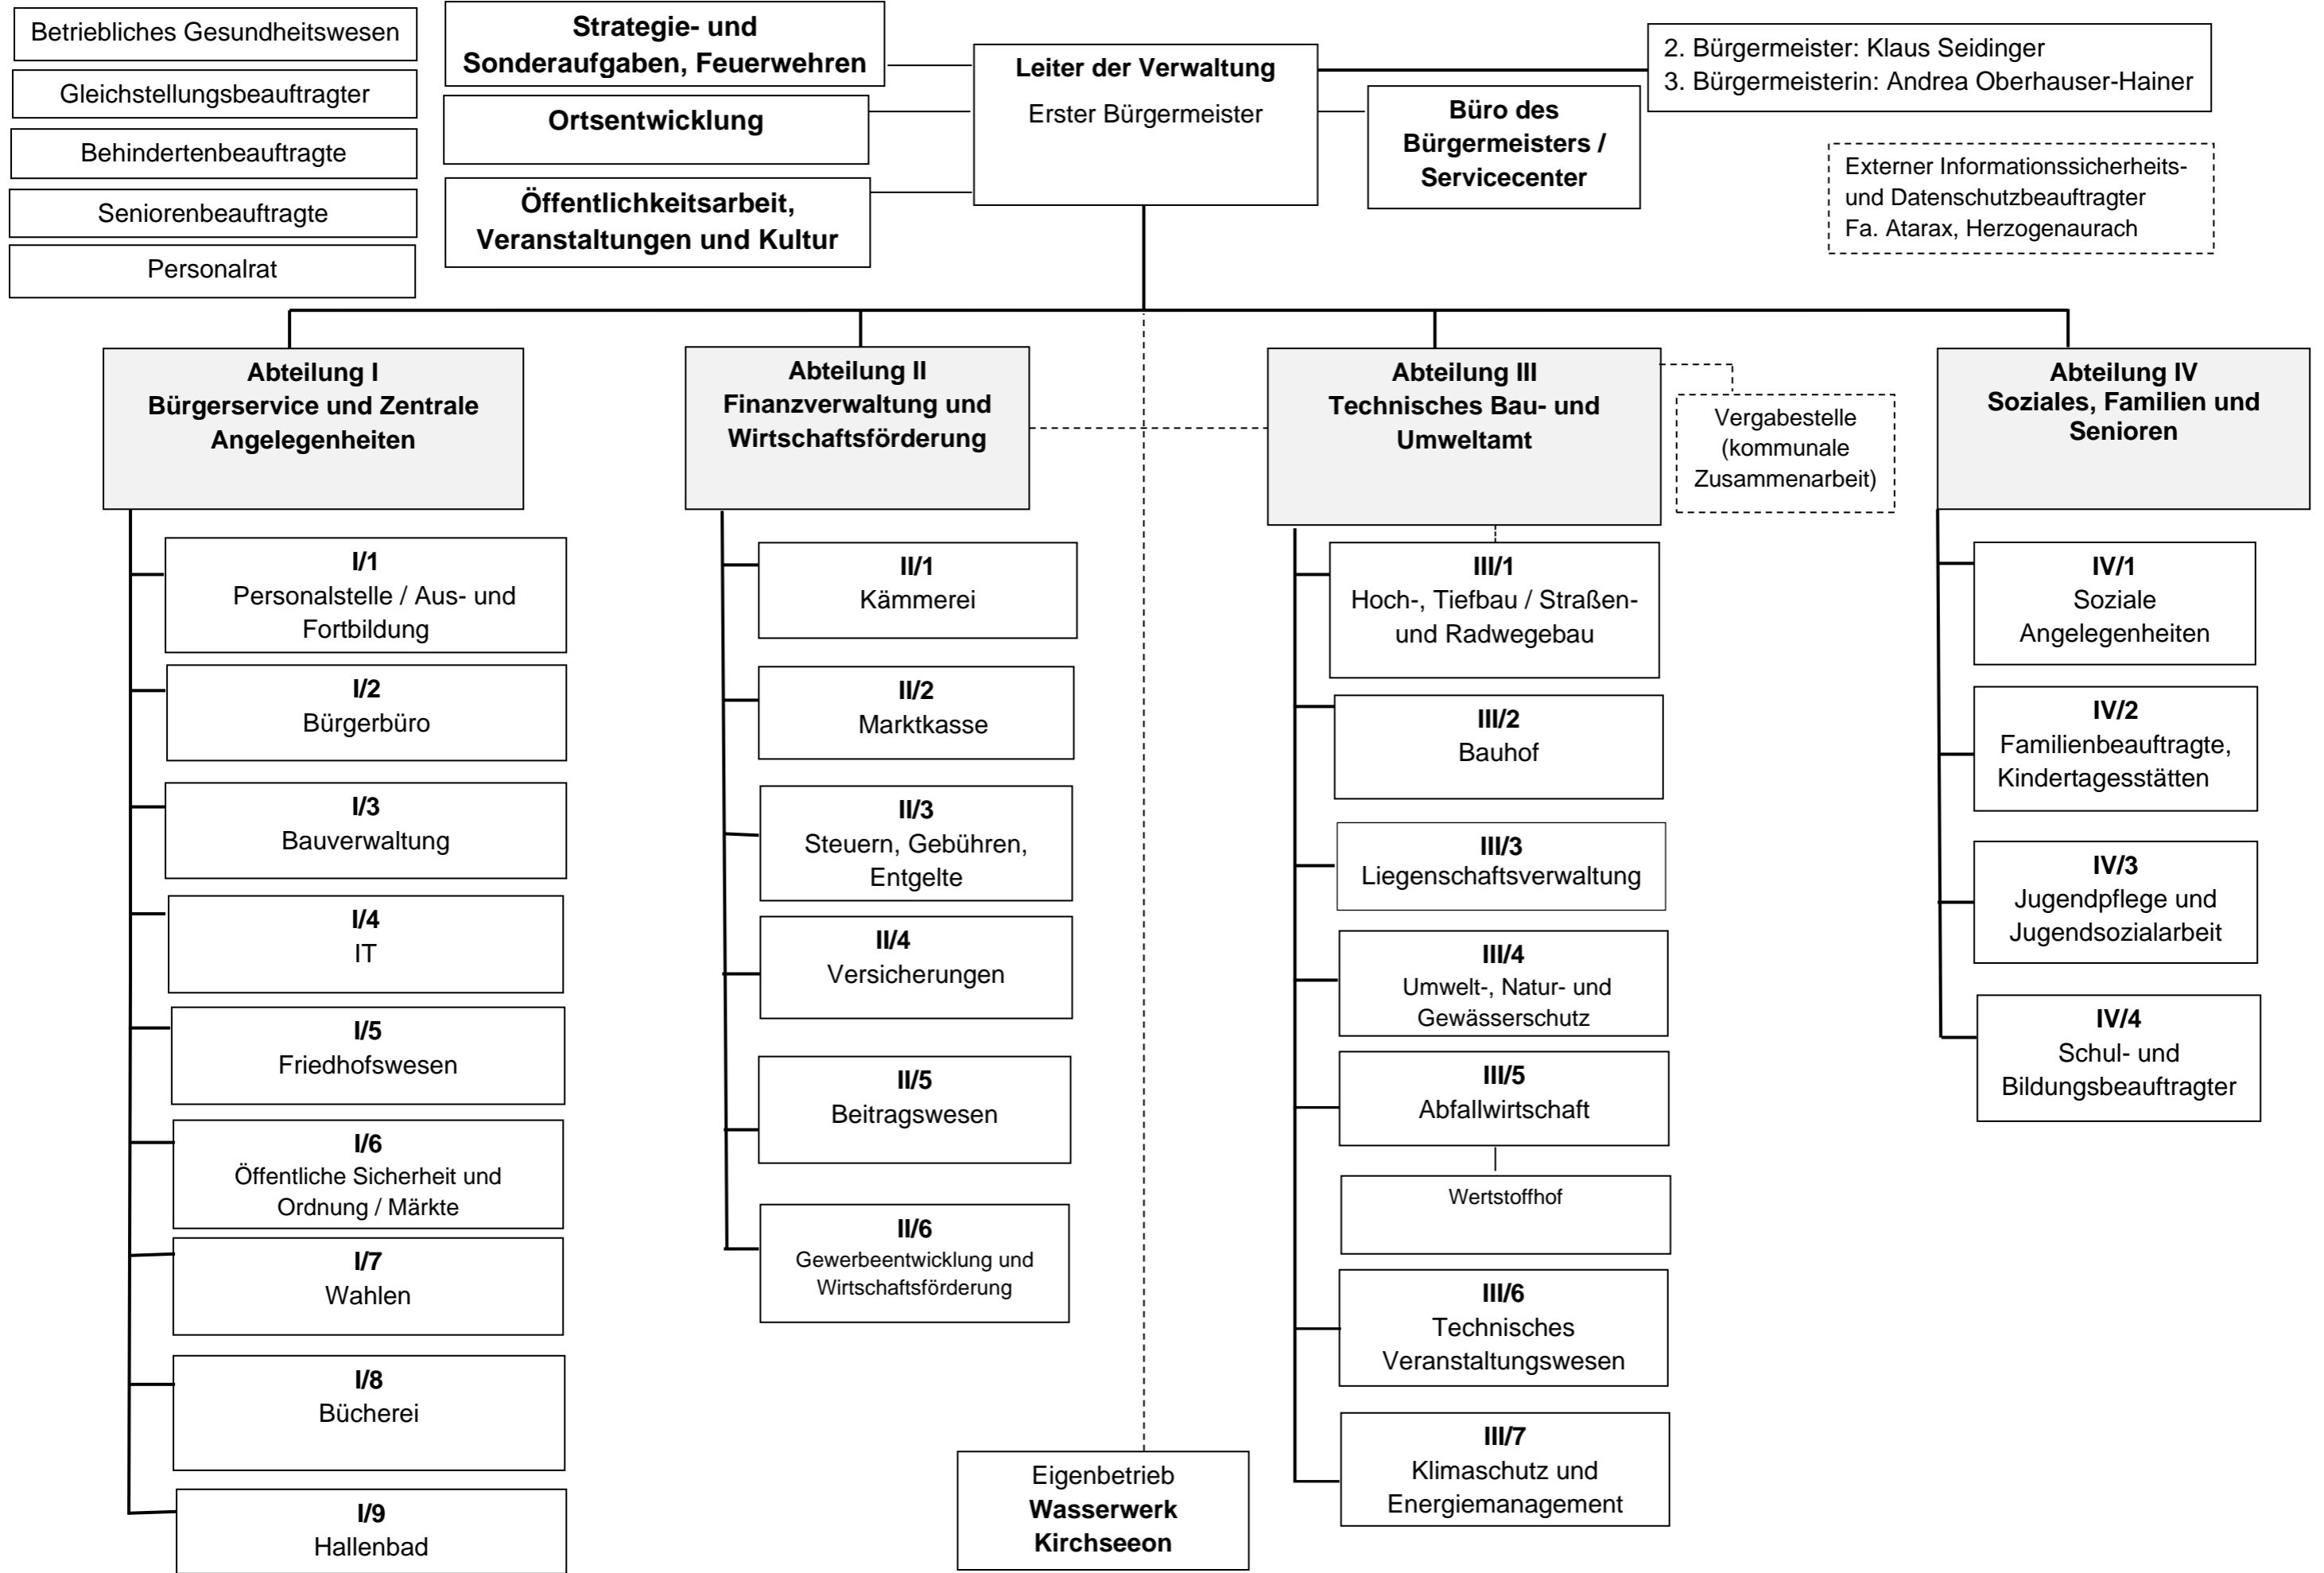 Betriebliches Gesundheitswesen
Gleichstellungsbeauftragter
Behindertenbeauftragte
Seniorenbeauftragte
Personalrat
Strategie- und
Sonderaufgaben, Feuerwehren
Ortsentwicklung
Öffentlichkeitsarbeit,
Veranstaltungen und Kultur
Leiter der Verwaltung
Erster Bürgermeister
Büro des
Bürgermeisters /
Servicecenter
2. Bürgermeister: Klaus Seidinger
3. Bürgermeisterin: Andrea Oberhauser-Hainer
Externer Informationssicherheits-
und Datenschutzbeauftragter
Fa. Atarax, Herzogenaurach
Abteilung I
Bürgerservice und Zentrale
Angelegenheiten
I/1
Personalstelle / Aus- und
Fortbildung
I/2
Bürgerbüro
I/3
Bauverwaltung
I/4
IT
I/5
Friedhofswesen
I/6
Öffentliche Sicherheit und
Ordnung / Märkte
I/7
Wahlen
I/8
Bücherei
I/9
Hallenbad
Abteilung II
Finanzverwaltung und
Wirtschaftsförderung
II/1
Kämmerei
II/2
Marktkasse
II/3
Steuern, Gebühren,
Entgelte
II/4
Versicherungen
II/5
Beitragswesen
II/6
Gewerbeentwicklung und
Wirtschaftsförderung
Eigenbetrieb
Wasserwerk
Kirchseeon
Abteilung III
Technisches Bau- und
Umweltamt
Vergabestelle
(kommunale
Zusammenarbeit)
III/1
Hoch-, Tiefbau / Straßen-
und Radwegebau
III/2
Bauhof
III/3
Liegenschaftsverwaltung
III/4
Umwelt-, Natur- und
Gewässerschutz
III/5
Abfallwirtschaft
Wertstoffhof
III/6
Technisches
Veranstaltungswesen
III/7
Klimaschutz und
Energiemanagement
Abteilung IV
Soziales, Familien und
Senioren
IV/1
Soziale
Angelegenheiten
IV/2
Familienbeauftragte,
Kindertagesstätten
IV/3
Jugendpflege und
Jugendsozialarbeit
IV/4
Schul- und
Bildungsbeauftragter